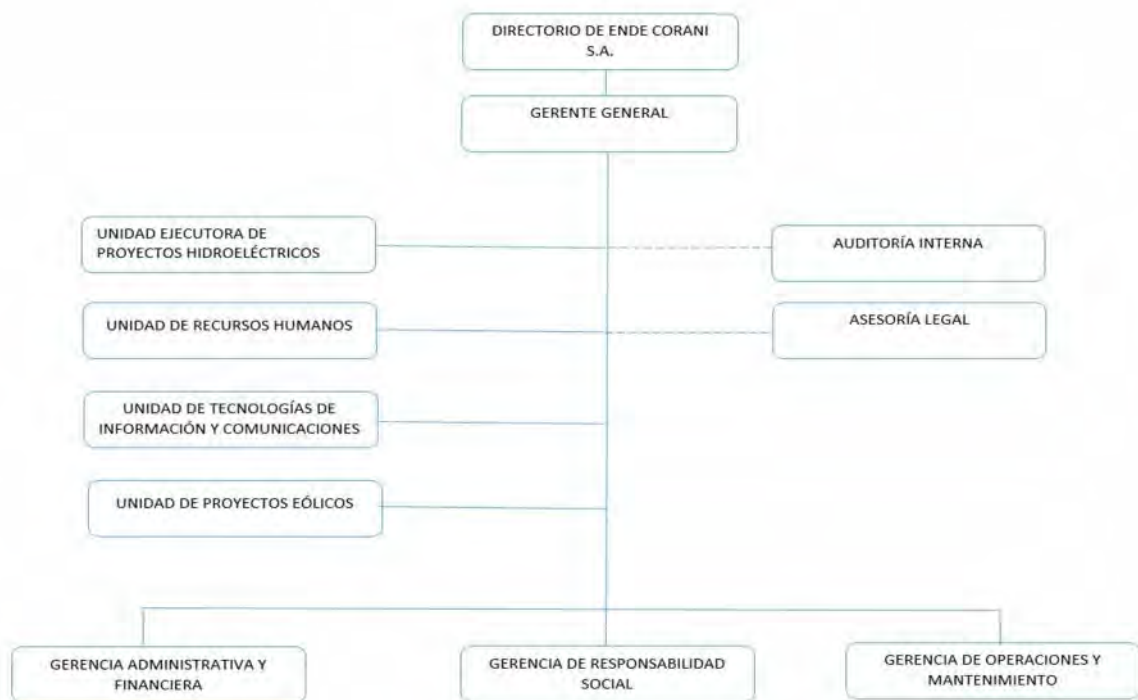 DIRECTORIO DE ENDE CORANI
S.A.
GERENTE GENERAL
UNIDAD EJECUTORA DE
PROYECTOS HIDROELÉCTRICOS
AUDITORÍA INTERNA
UNIDAD DE RECURSOS HUMANOS
ASESORÍA LEGAL
UNIDAD DE TECNOLOGÍAS DE
INFORMACIÓN Y COMUNICACIONES
UNIDAD DE PROYECTOS EÓLICOS
GERENCIA ADMINISTRATIVA Y
FINANCIERA
GERENCIA DE RESPONSABILIDAD
SOCIAL
GERENCIA DE OPERACIONES Y
MANTENIMIENTO